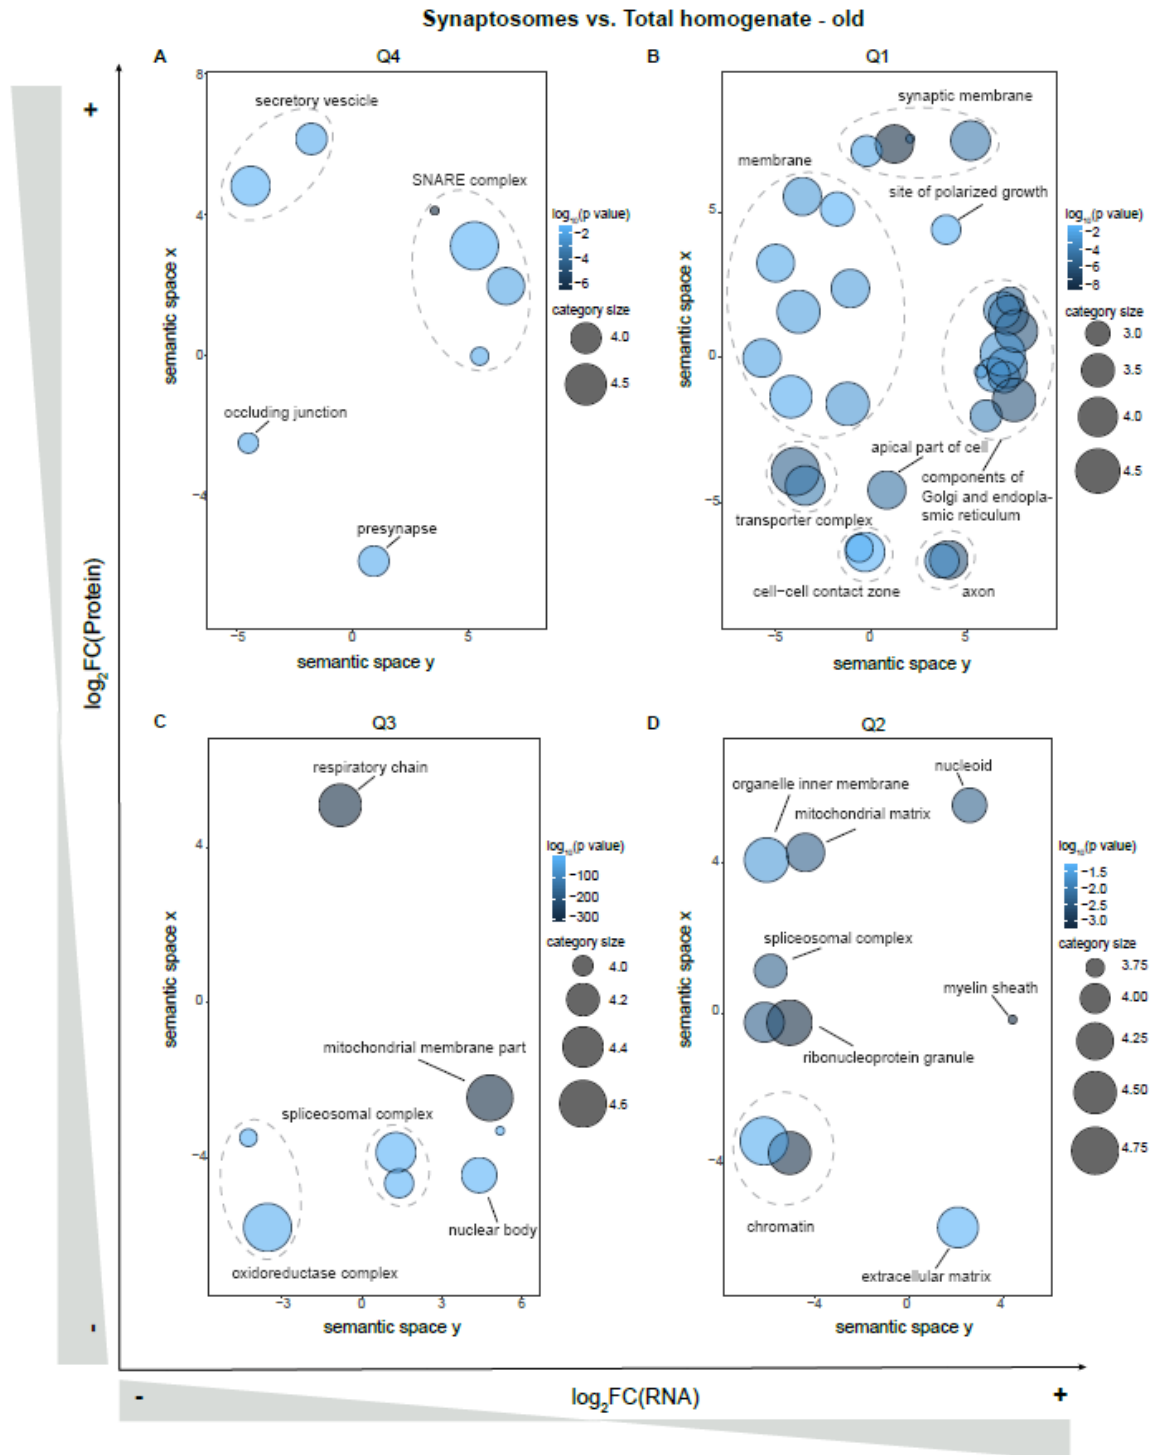 Synaptosomes vs. Total homogenate - old
A
Q4
8
4
0
−4
−5
0
5
semantic space x
semantic space y
secretory vescicle
SNARE complex
occluding junction
presynapse
log10(p value)
−2
−4
−6
category size
4.0
4.5
B
Q1
5
0
−5
−5
0
5
semantic space x
semantic space y
synaptic membrane
membrane
site of polarized growth
apical part of cell
components of
Golgi and endopla-
smic reticulum
transporter complex
cell−cell contact zone
axon
log10(p value)
−2
−4
−6
−8
category size
3.0
3.5
4.0
4.5
C
Q3
4
0
−4
−3
0
3
6
semantic space x
semantic space y
respiratory chain
mitochondrial membrane part
spliceosomal complex
nuclear body
oxidoreductase complex
log10(p value)
−100
−200
−300
category size
4.0
4.2
4.4
4.6
D
Q2
4
0
−4
−4
0
4
semantic space x
semantic space y
nucleoid
organelle inner membrane
mitochondrial matrix
spliceosomal complex
myelin sheath
ribonucleoprotein granule
chromatin
extracellular matrix
log10(p value)
−1.5
−2.0
−2.5
−3.0
category size
3.75
4.00
4.25
4.50
4.75
+
log2FC(Protein)
-
-
log2FC(RNA)
+